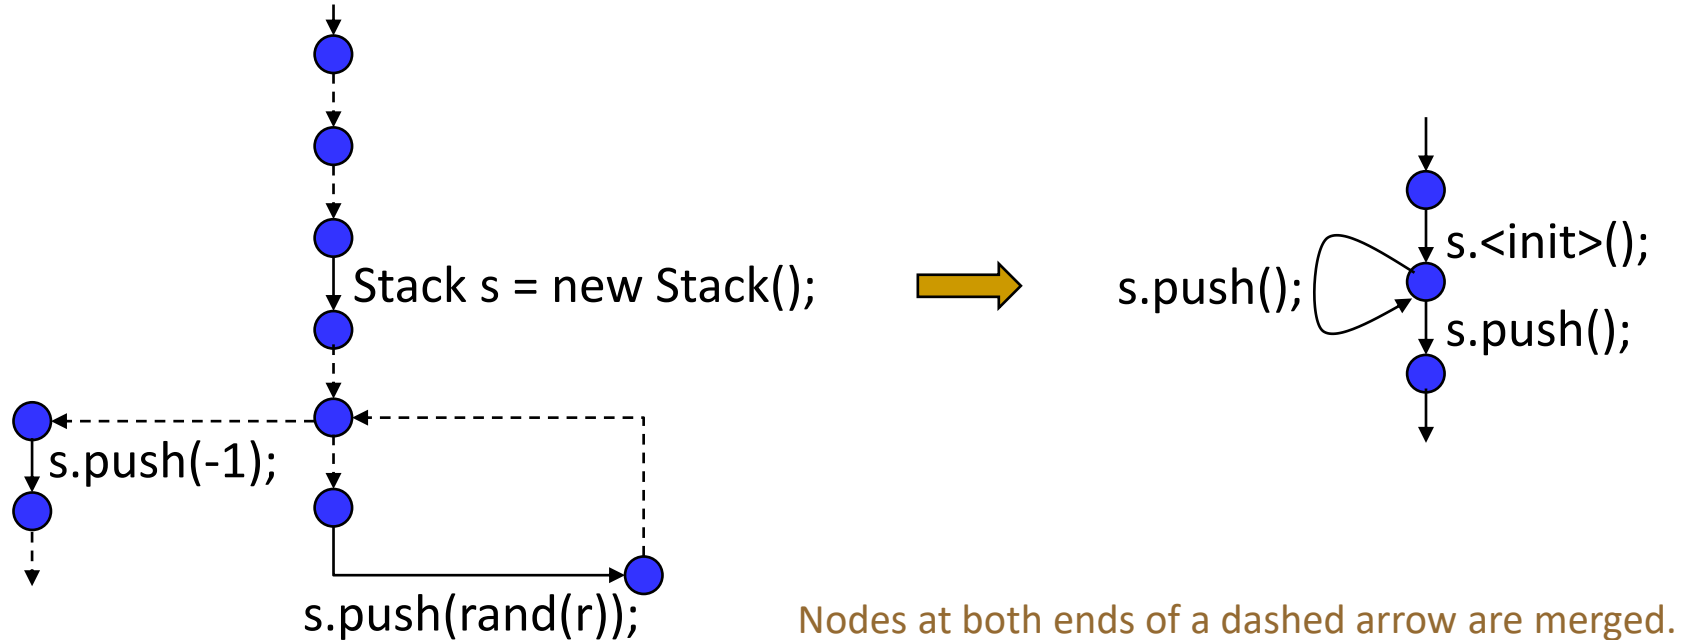 Stack s = new Stack();
s.push(-1);
s.push(rand(r));
s.<init>();
s.push();
s.push();
Nodes at both ends of a dashed arrow are merged.